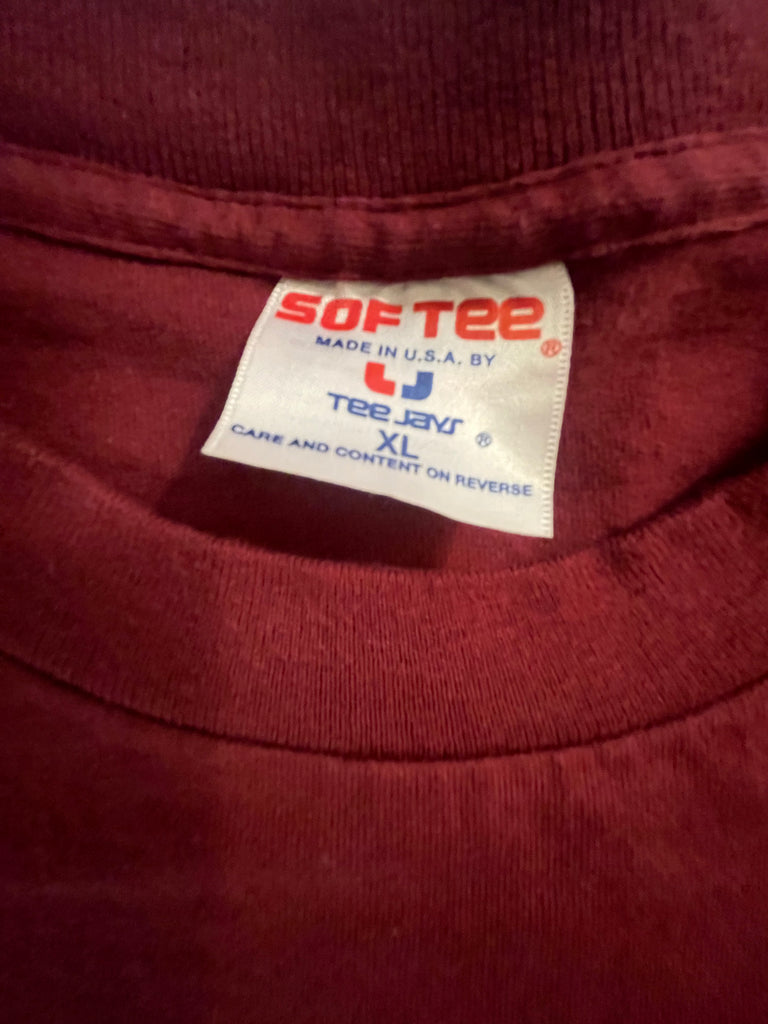 SOF TEE ®
MADE IN U.S.A. BY
TEE JAYS ®
XL
CARE AND CONTENT ON REVERSE